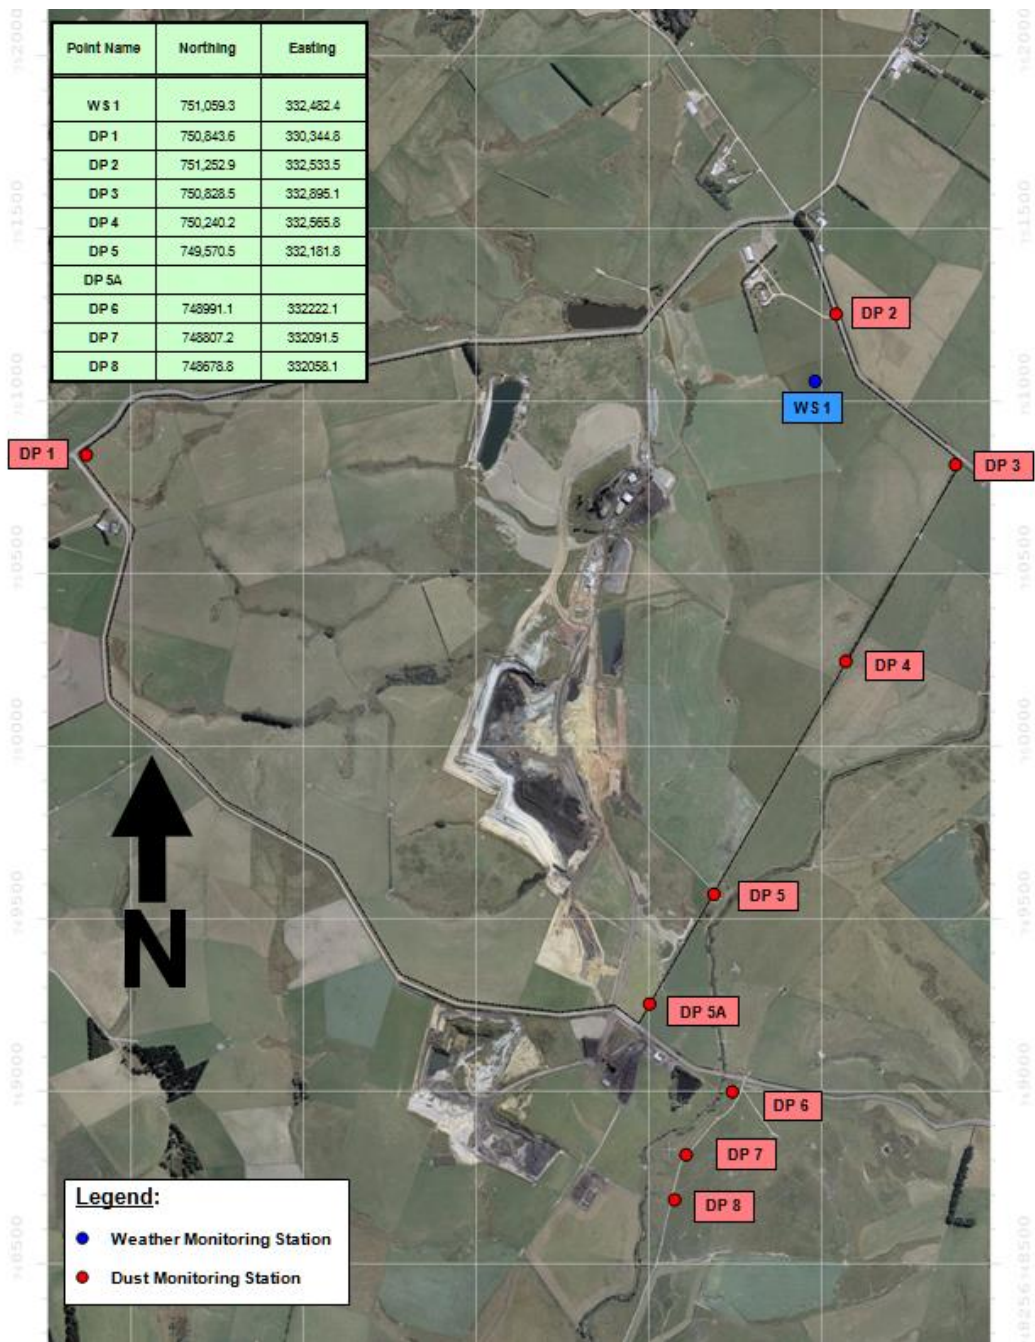 Point Name Northing Easting
WS 1 751,059.3 332,482.4
DP 1 750,843.6 330,344.8
DP 2 751,252.9 332,533.5
DP 3 750,828.5 332,895.1
DP 4 750,240.2 332,565.8
DP 5 749,570.5 332,181.8
DP 5A
DP 6 748991.1 332222.1
DP 7 748807.2 332091.5
DP 8 748678.8 332058.1
DP 2
WS 1
DP 1
DP 3
DP 4
DP 5
DP 5A
DP 6
DP 7
DP 8
N
Legend:
Weather Monitoring Station
Dust Monitoring Station